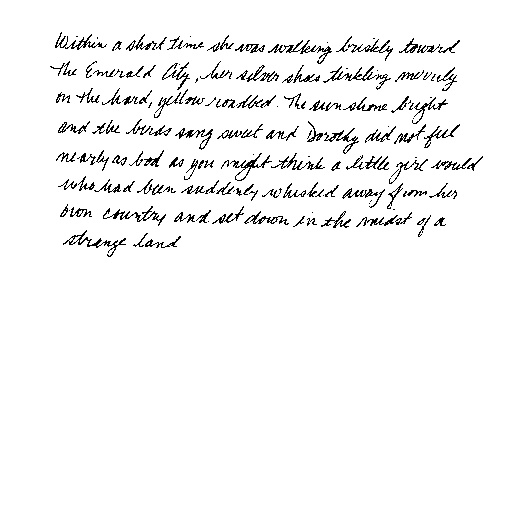 Within a short time she was walking briskly toward
the Emerald City, her silver shoes tinkling merrily
on the hard, yellow roadbed. The sun shone bright
and the birds sang sweet and Dorothy did not feel
nearly as bad as you might think a little girl would
who had been suddenly whisked away from her
own country and set down in the midst of a
strange land